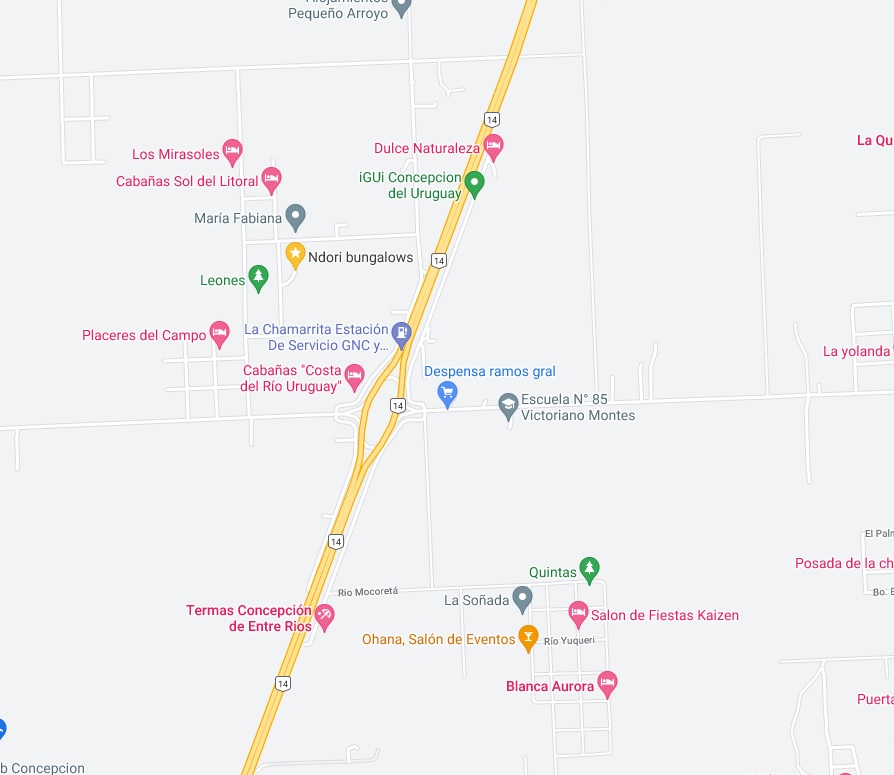 Alojamientos
Pequeño Arroyo
14
Dulce Naturaleza
La Qu
Los Mirasoles
Cabañas Sol del Litoral
iGUi Concepcion
del Uruguay
María Fabiana
Ndori bungalows
14
Leones
La Chamarrita Estación
De Servicio GNC y...
Placeres del Campo
La yolanda
Cabañas "Costa
del Río Uruguay"
Despensa ramos gral
14
Escuela N° 85
Victoriano Montes
El Palm
14
Posada de la ch
Quintas
Rio Mocoretá
Bo. E
La Soñada
Termas Concepción
de Entre Rios
Salon de Fiestas Kaizen
Ohana, Salón de Eventos
Río Yuqueri
14
Blanca Aurora
Puerta
b Concepcion